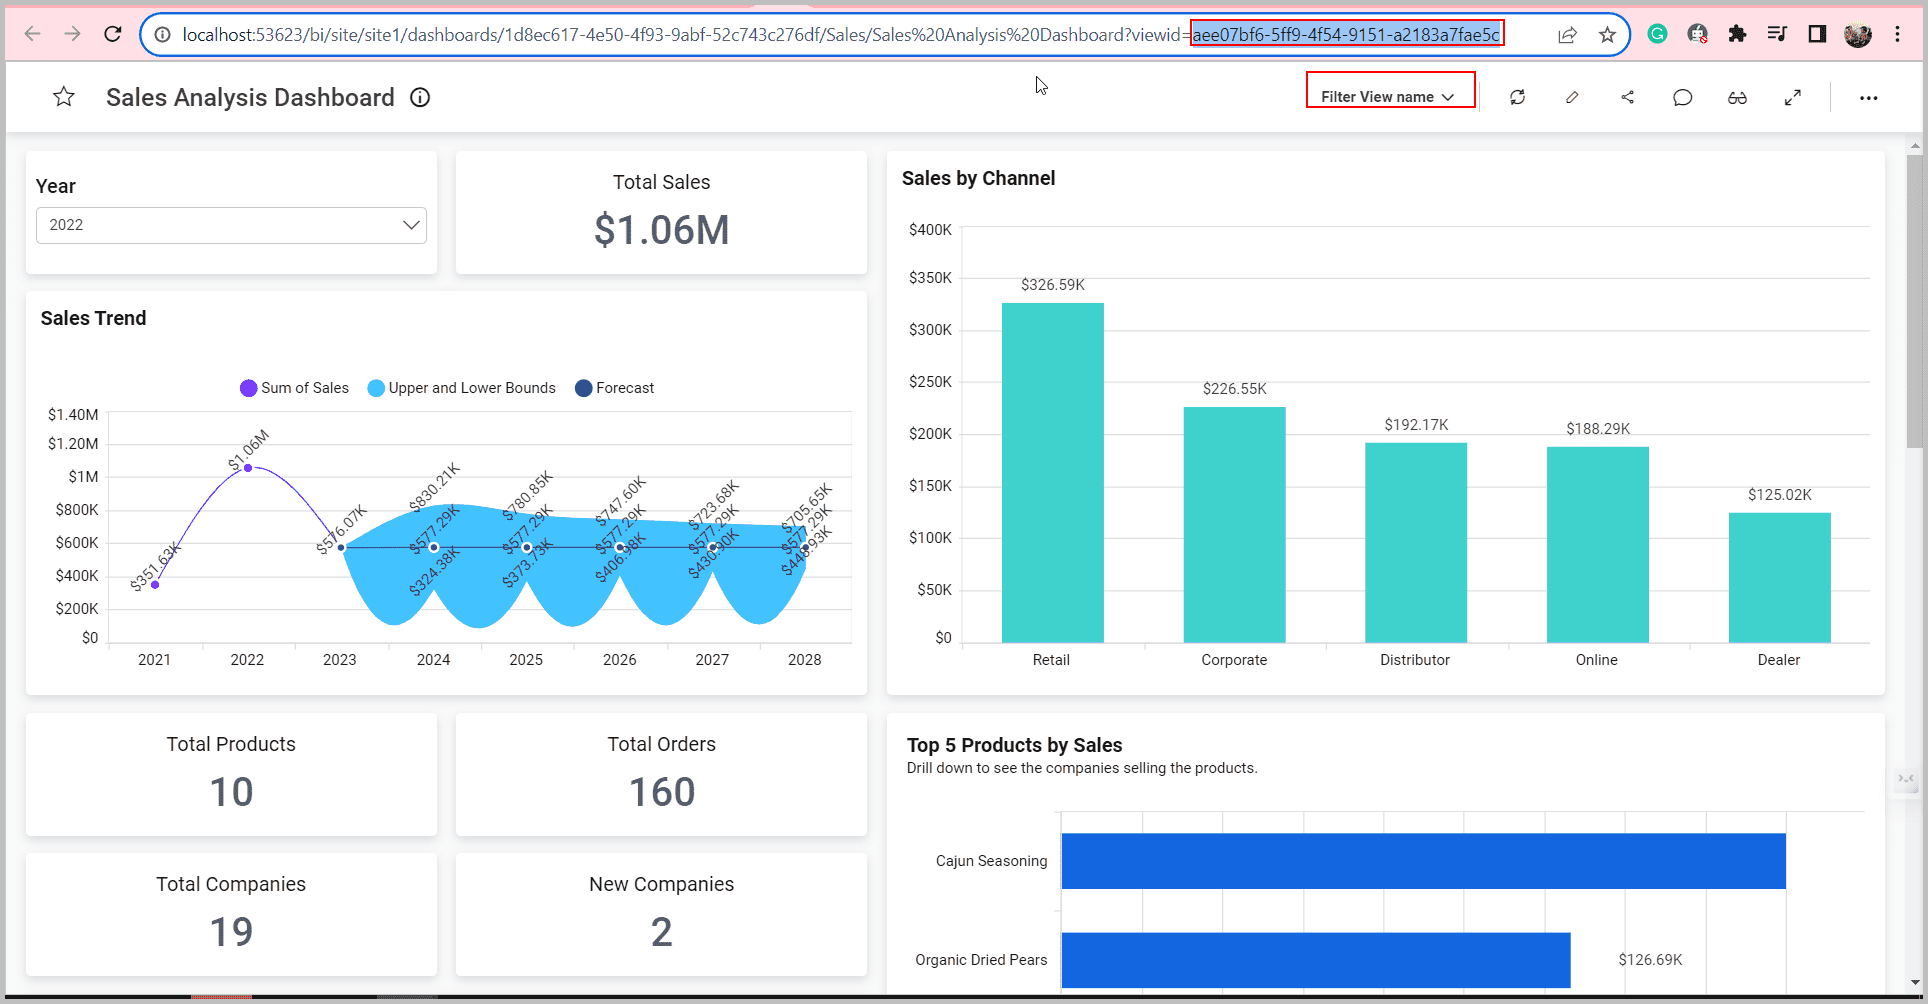 localhost:53623/bi/site/site1/dashboards/1d8ec617-4e50-4f93-9abf-52c743c276df/Sales/Sales%20Analysis%20Dashboard?viewid=aee07bf6-5ff9-4f54-9151-a2183a7fae5c
Sales Analysis Dashboard
Filter View name
Year
2022
Total Sales
$1.06M
Sales Trend
Sum of Sales
Upper and Lower Bounds
Forecast
$1.40M
$1.20M
$1M
$800K
$600K
$400K
$200K
$0
$351.63K
$1.06M
$576.07K
$830.21K
$577.29K
$324.38K
$780.85K
$577.29K
$373.73K
$747.60K
$577.29K
$406.98K
$723.68K
$577.29K
$430.90K
$705.65K
$577.29K
$448.93K
2021
2022
2023
2024
2025
2026
2027
2028
Sales by Channel
$400K
$350K
$300K
$250K
$200K
$150K
$100K
$50K
$0
$326.59K
$226.55K
$192.17K
$188.29K
$125.02K
Retail
Corporate
Distributor
Online
Dealer
Total Products
10
Total Orders
160
Total Companies
19
New Companies
2
Top 5 Products by Sales
Drill down to see the companies selling the products.
Cajun Seasoning
Organic Dried Pears
$126.69K